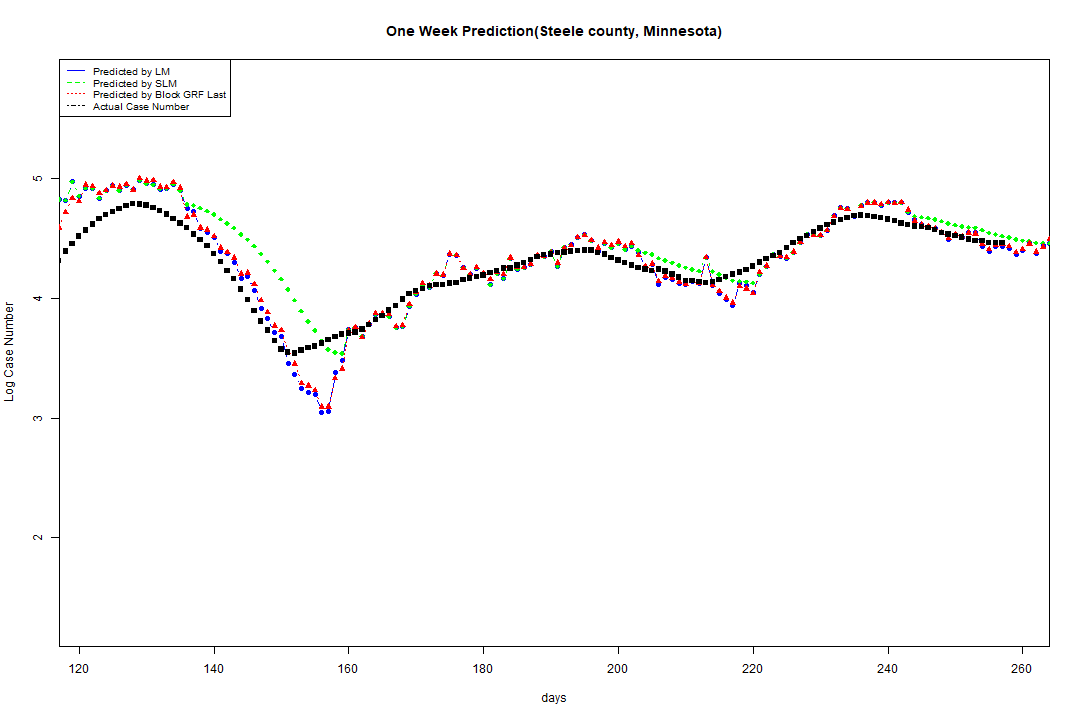 One Week Prediction(Steele county, Minnesota)
Predicted by LM
Predicted by SLM
Predicted by Block GRF Last
Actual Case Number
5
4
3
2
Log Case Number
120 140 160 180 200 220 240 260
days